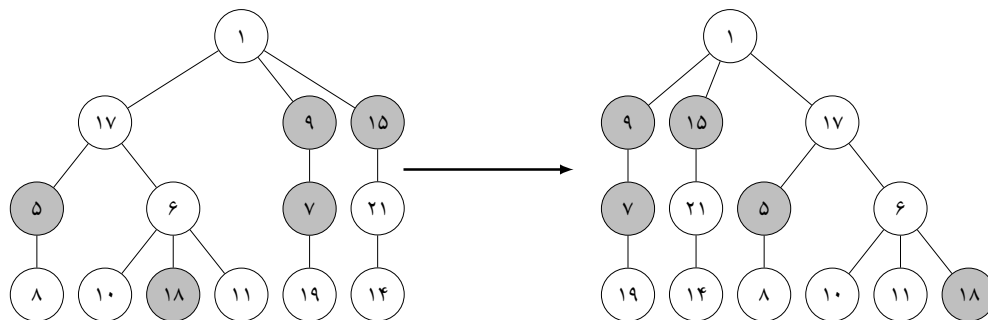 ۱ ۱
۱۷ ۹ ۱۵ ۹ ۱۵ ۱۷
۵ ۶ ۷ ۲۱ ۷ ۲۱ ۵ ۶
۸ ۱۰ ۱۸ ۱۱ ۱۹ ۱۴ ۱۹ ۱۴ ۸ ۱۰ ۱۱ ۱۸